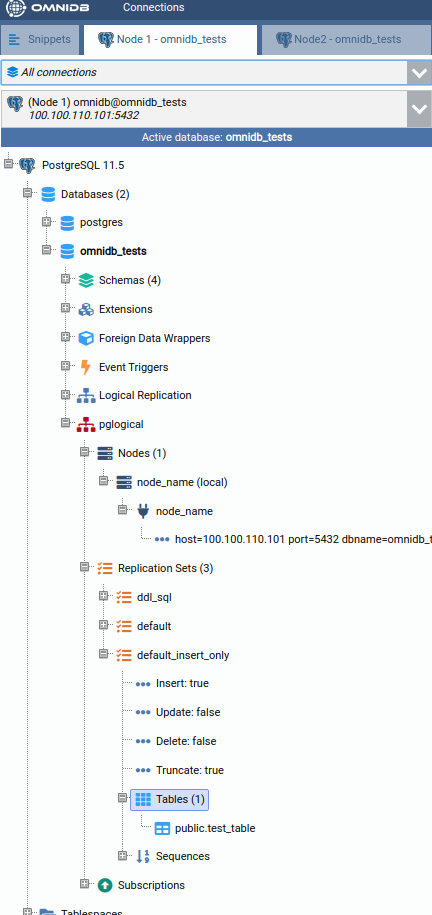 OMNIDB Connections
Snippets Node 1 - omnidb_tests Node2 - omnidb_tests
All connections
(Node 1) omnidb@omnidb_tests
100.100.110.101:5432
Active database: omnidb_tests
PostgreSQL 11.5
Databases (2)
postgres
omnidb_tests
Schemas (4)
Extensions
Foreign Data Wrappers
Event Triggers
Logical Replication
pglogical
Nodes (1)
node_name (local)
node_name
host=100.100.110.101 port=5432 dbname=omnidb_t
Replication Sets (3)
ddl_sql
default
default_insert_only
Insert: true
Update: false
Delete: false
Truncate: true
Tables (1)
public.test_table
Sequences
Subscriptions
Tablespaces